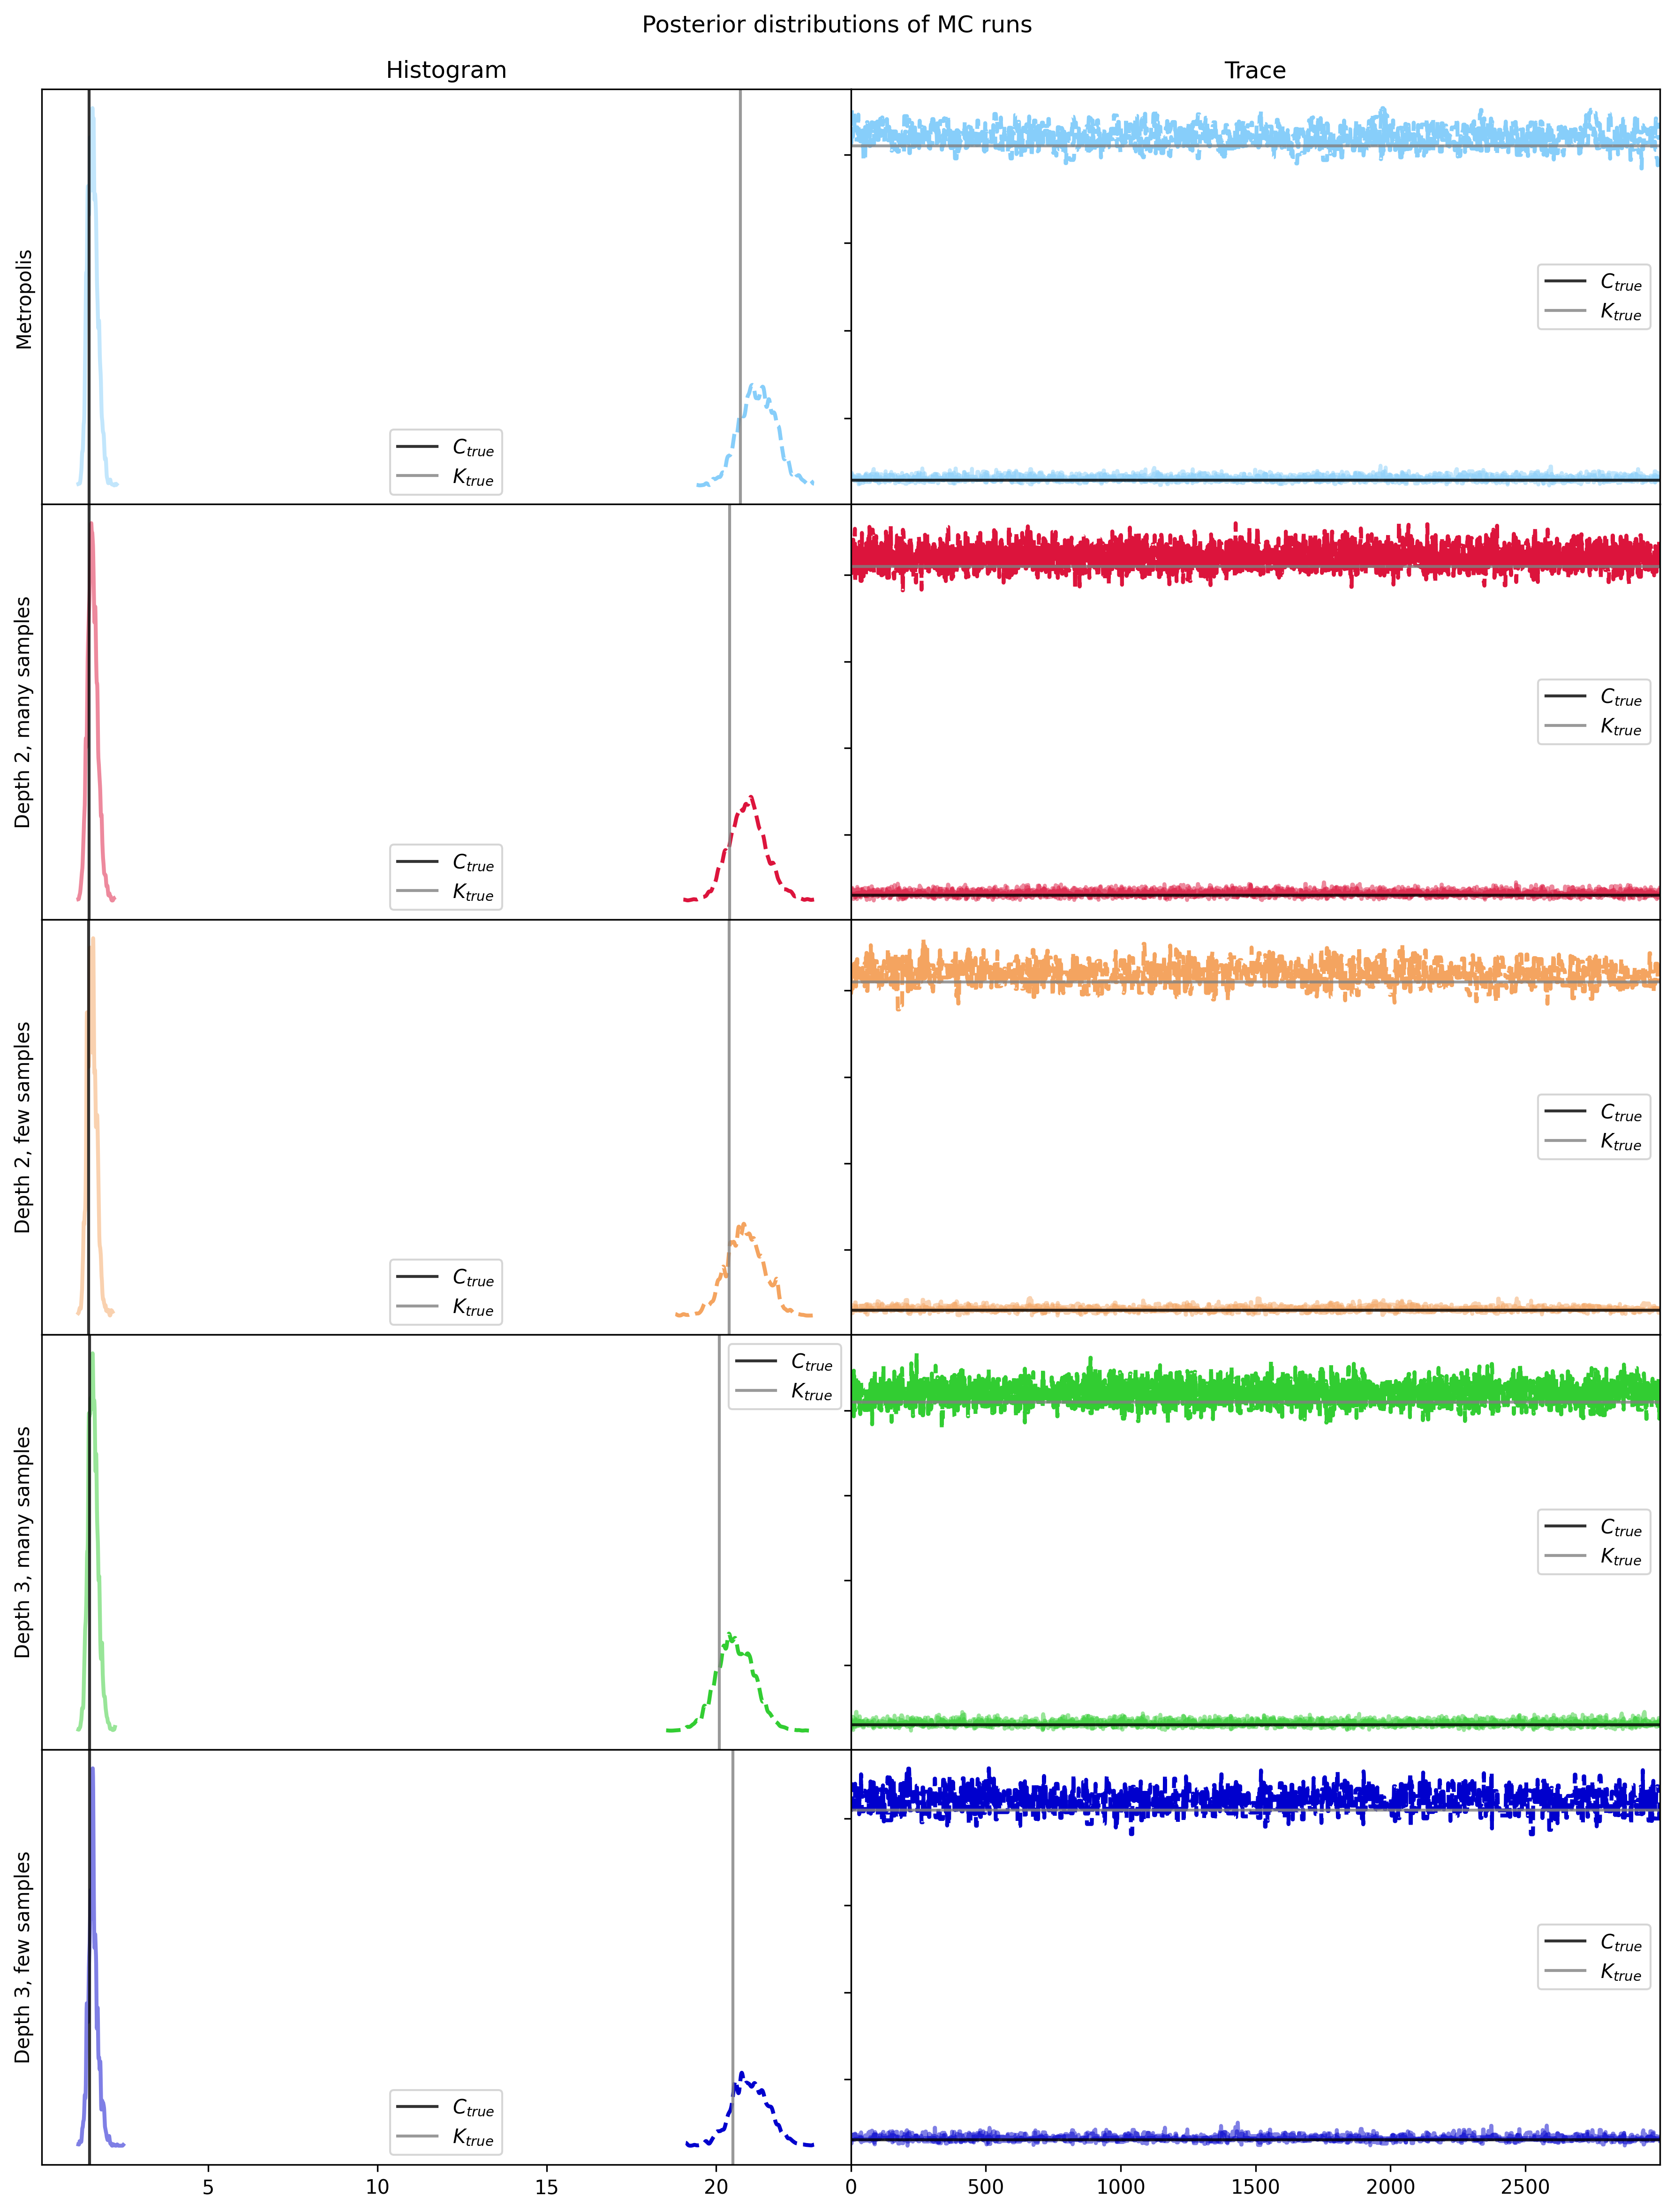 Posterior distributions of MC runs
Histogram
Trace
Metropolis
C_true
K_true
C_true
K_true
Depth 2, many samples
C_true
K_true
C_true
K_true
Depth 2, few samples
C_true
K_true
C_true
K_true
Depth 3, many samples
C_true
K_true
C_true
K_true
Depth 3, few samples
C_true
K_true
C_true
K_true
5 10 15 20
0 500 1000 1500 2000 2500